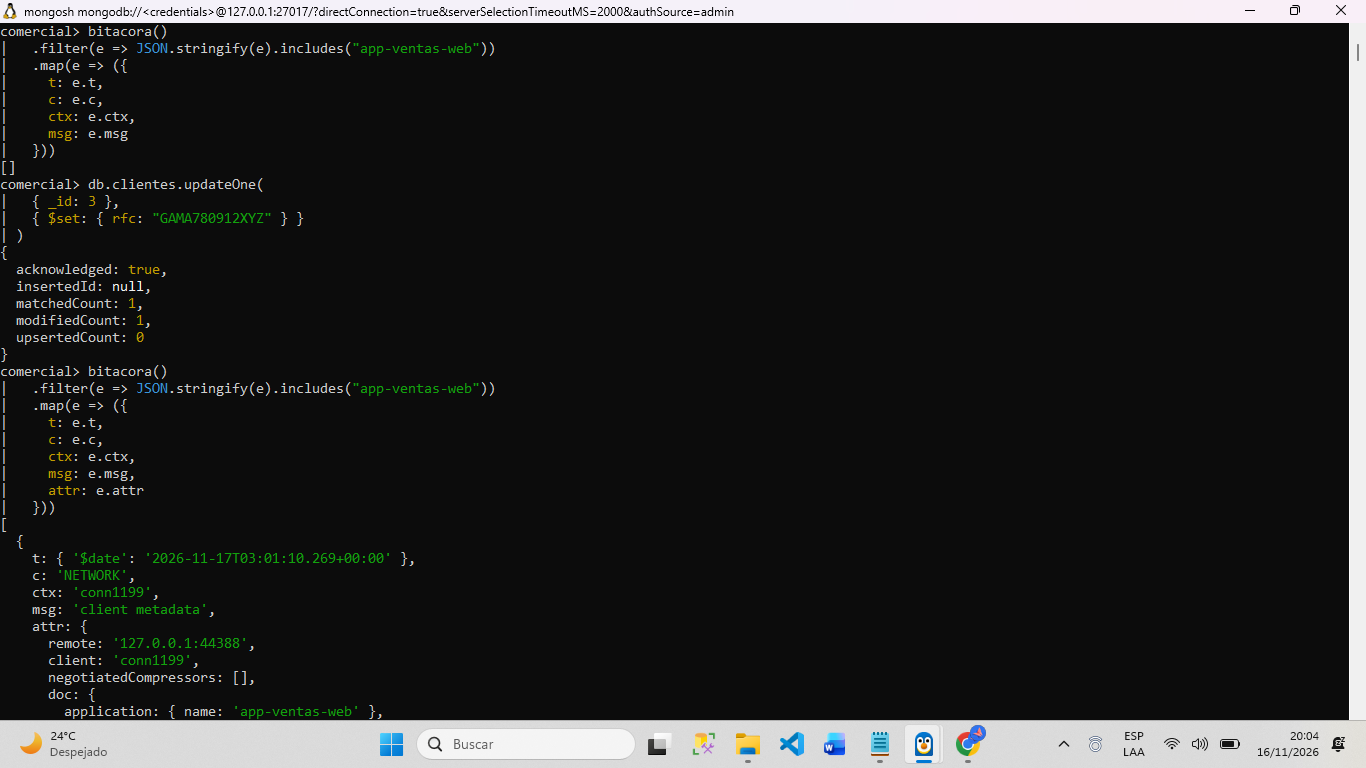 mongosh mongodb://<credentials>@127.0.0.1:27017/?directConnection=true&serverSelectionTimeoutMS=2000&authSource=admin
comercial> bitacora()
|   .filter(e => JSON.stringify(e).includes("app-ventas-web"))
|   .map(e => ({
|     t: e.t,
|     c: e.c,
|     ctx: e.ctx,
|     msg: e.msg
|   }))
[]
comercial> db.clientes.updateOne(
|   { _id: 3 },
|   { $set: { rfc: "GAMA780912XYZ" } }
| )
{
  acknowledged: true,
  insertedId: null,
  matchedCount: 1,
  modifiedCount: 1,
  upsertedCount: 0
}
comercial> bitacora()
|   .filter(e => JSON.stringify(e).includes("app-ventas-web"))
|   .map(e => ({
|     t: e.t,
|     c: e.c,
|     ctx: e.ctx,
|     msg: e.msg,
|     attr: e.attr
|   }))
[
  {
    t: { '$date': '2026-11-17T03:01:10.269+00:00' },
    c: 'NETWORK',
    ctx: 'conn1199',
    msg: 'client metadata',
    attr: {
      remote: '127.0.0.1:44388',
      client: 'conn1199',
      negotiatedCompressors: [],
      doc: {
        application: { name: 'app-ventas-web' },
24°C
Despejado
Buscar
ESP
LAA
20:04
16/11/2026